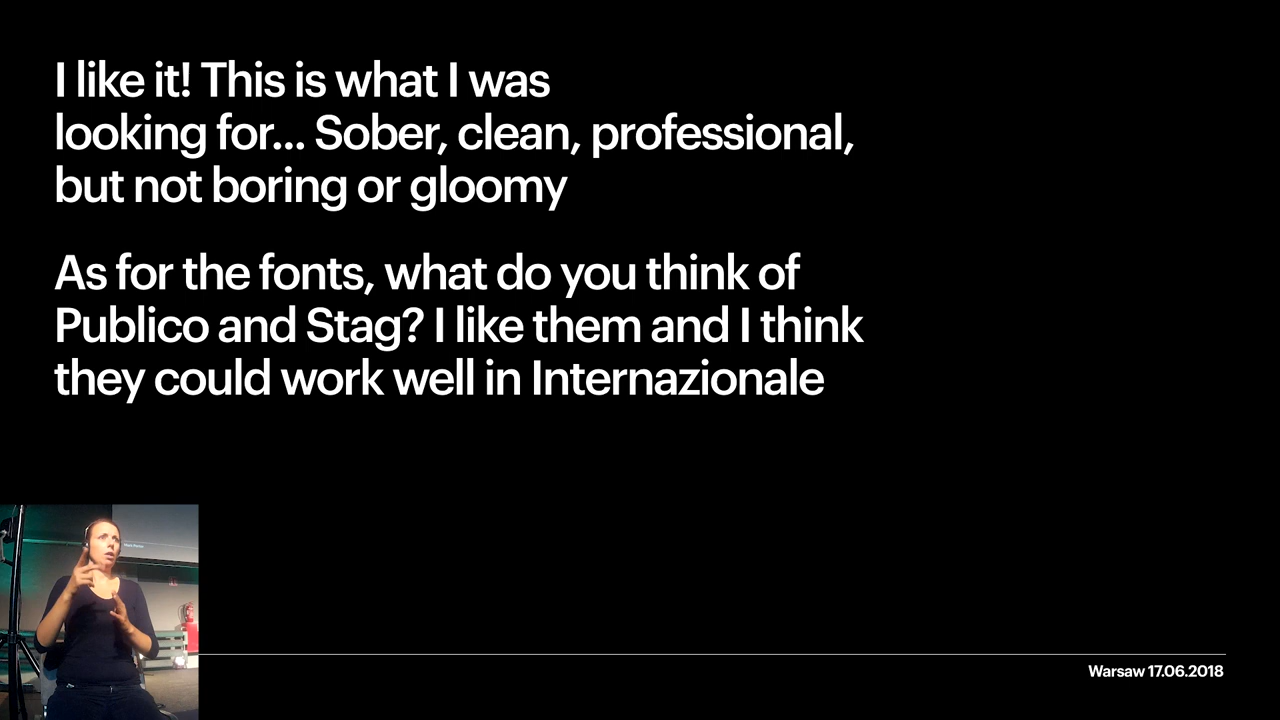 I like it! This is what I was
looking for... Sober, clean, professional,
but not boring or gloomy
As for the fonts, what do you think of
Publico and Stag? I like them and I think
they could work well in Internazionale
Warsaw 17.06.2018